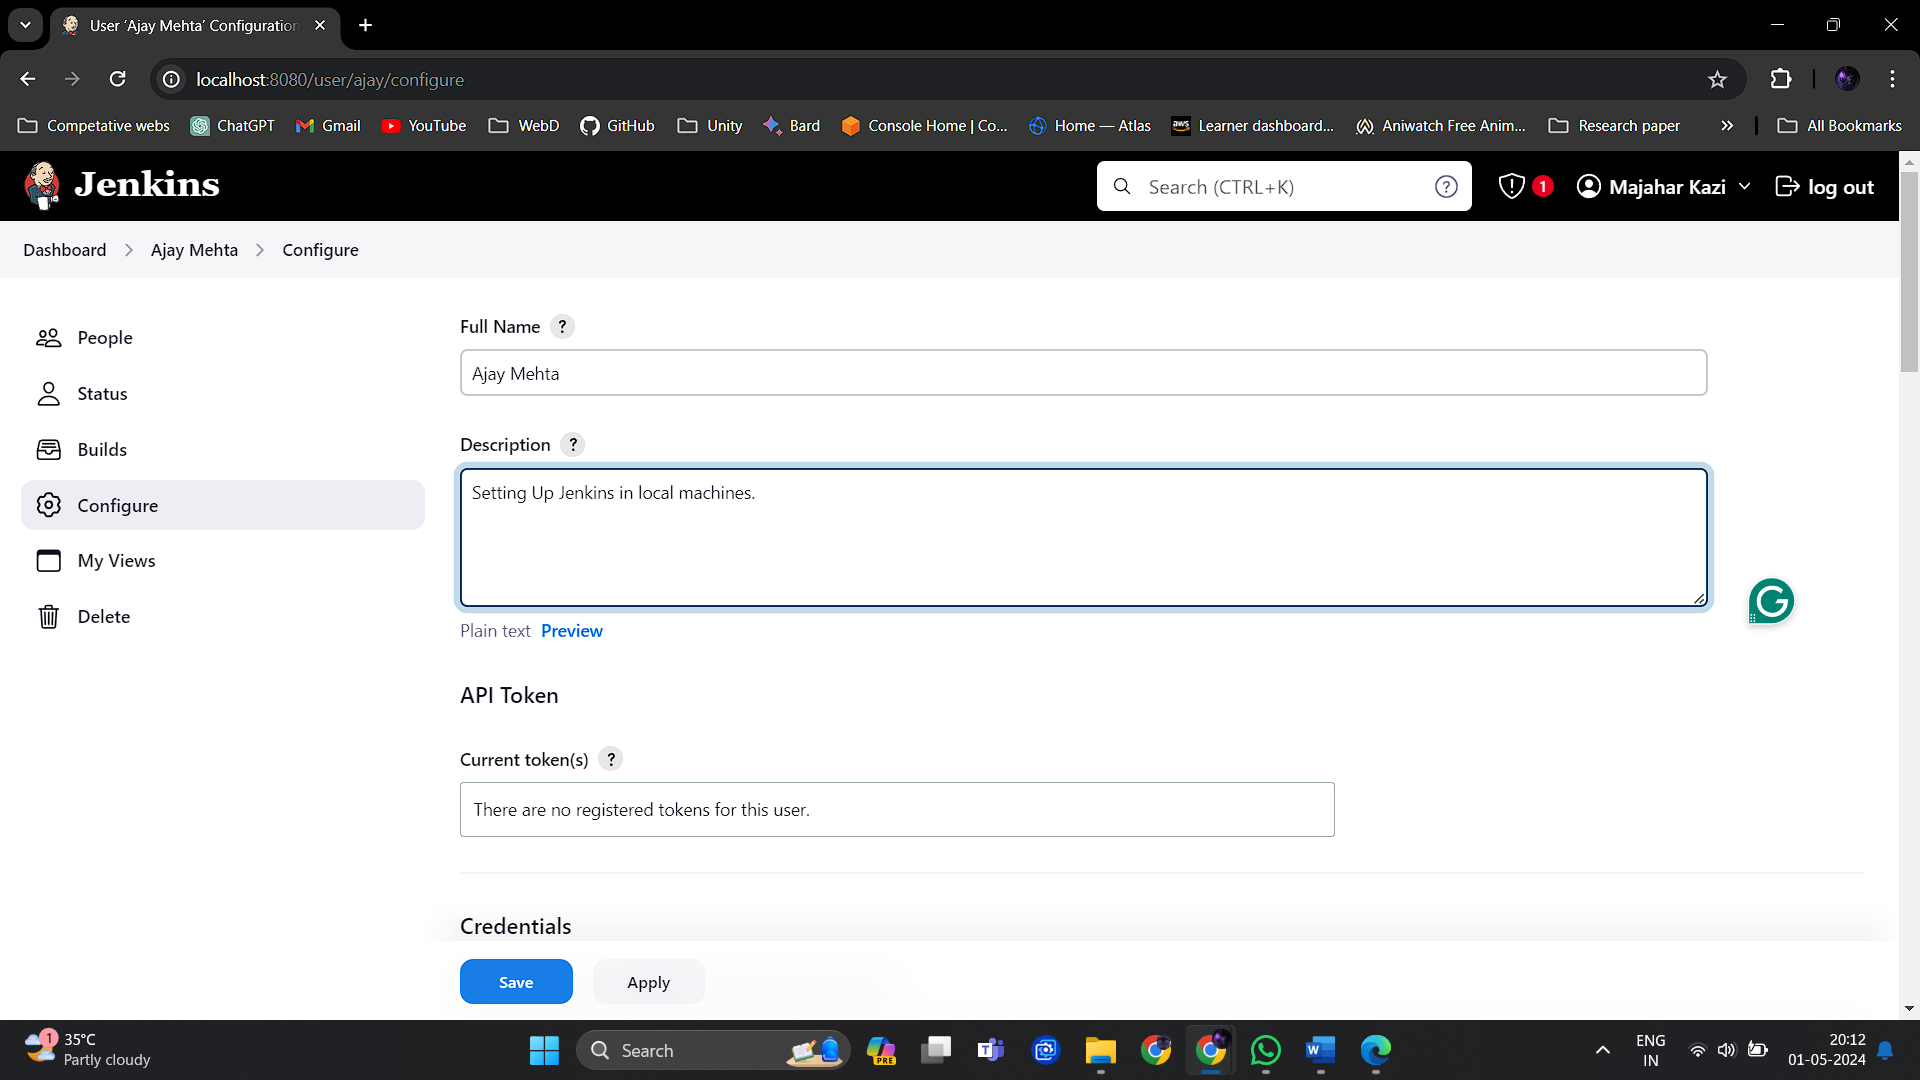 User ‘Ajay Mehta’ Configuration
localhost:8080/user/ajay/configure
Competative webs ChatGPT Gmail YouTube WebD GitHub Unity Bard Console Home | Co... Home — Atlas aws Learner dashboard... Aniwatch Free Anim... Research paper All Bookmarks
Jenkins
Search (CTRL+K) ?
1
Majahar Kazi
log out
Dashboard Ajay Mehta Configure
People
Status
Builds
Configure
My Views
Delete
Full Name ?
Ajay Mehta
Description ?
Setting Up Jenkins in local machines.
Plain text Preview
API Token
Current token(s) ?
There are no registered tokens for this user.
Credentials
Save Apply
1
35°C
Partly cloudy
Search
PRE
ENG
IN
20:12
01-05-2024